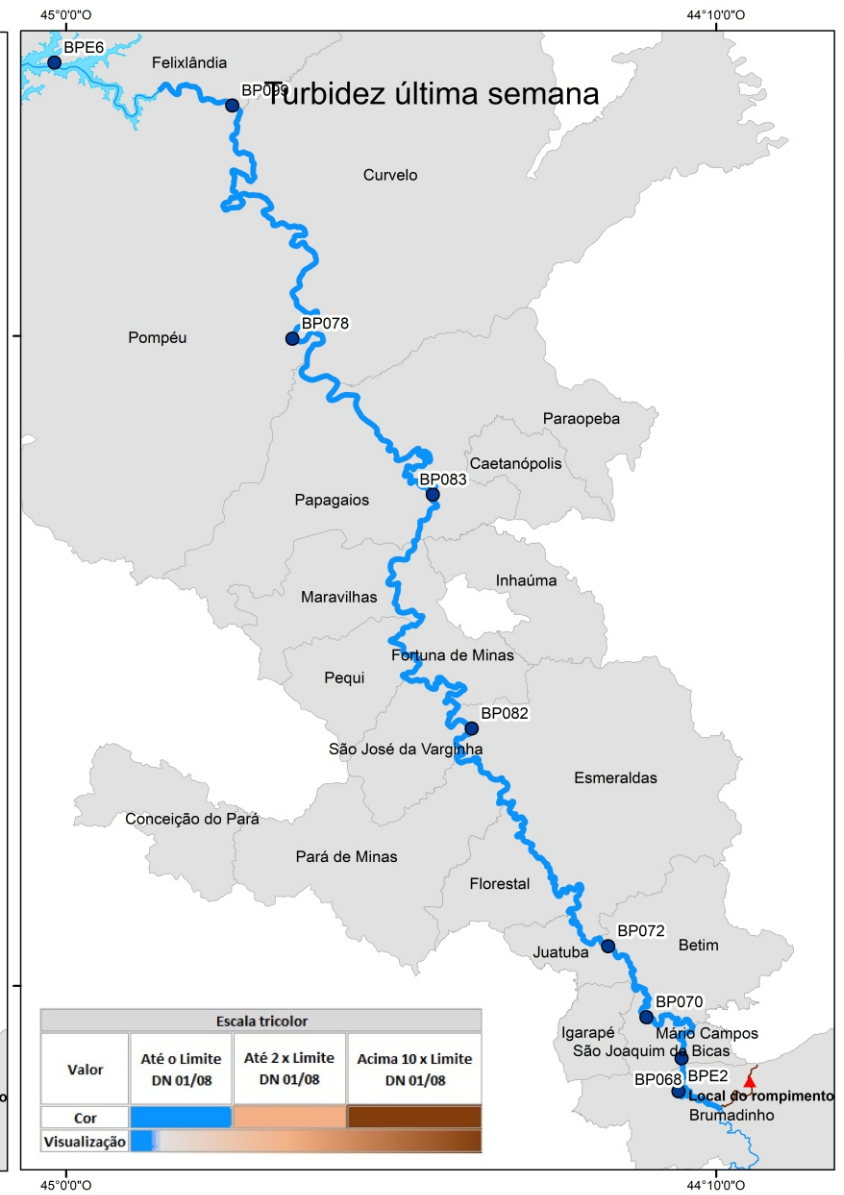 45°0'0"O
44°10'0"O
BPE6
Felixlândia
BP099
Turbidez última semana
Curvelo
BP078
Pompéu
Paraopeba
Caetanópolis
BP083
Papagaios
Inhaúma
Maravilhas
Fortuna de Minas
Pequi
BP082
São José da Varginha
Esmeraldas
Conceição do Pará
Pará de Minas
Florestal
BP072
Betim
Juatuba
BP070
Igarapé
Mário Campos
São Joaquim de Bicas
BP068
BPE2
Local do rompimento
Brumadinho
Escala tricolor
Valor
Até o Limite
DN 01/08
Até 2 x Limite
DN 01/08
Acima 10 x Limite
DN 01/08
Cor
Visualização
o
45°0'0"O
44°10'0"O